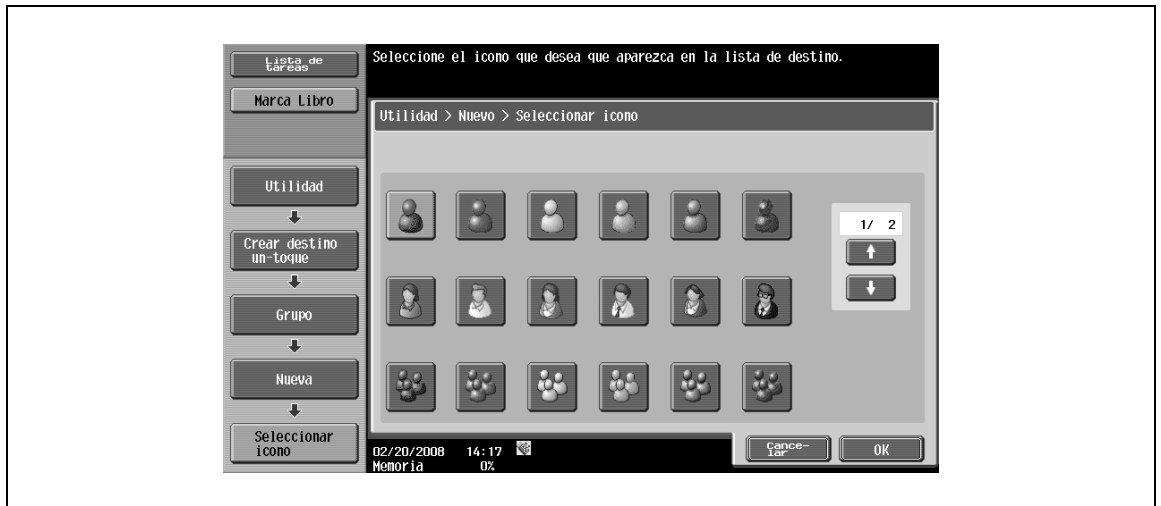 Lista de
tareas
Seleccione el icono que desea que aparezca en la lista de destino.
Marca Libro
Utilidad > Nuevo > Seleccionar icono
Utilidad
1/ 2
Crear destino
un-toque
Grupo
Nueva
Seleccionar
icono
02/20/2008 14:17
Memoria 0%
Cance-
lar
OK